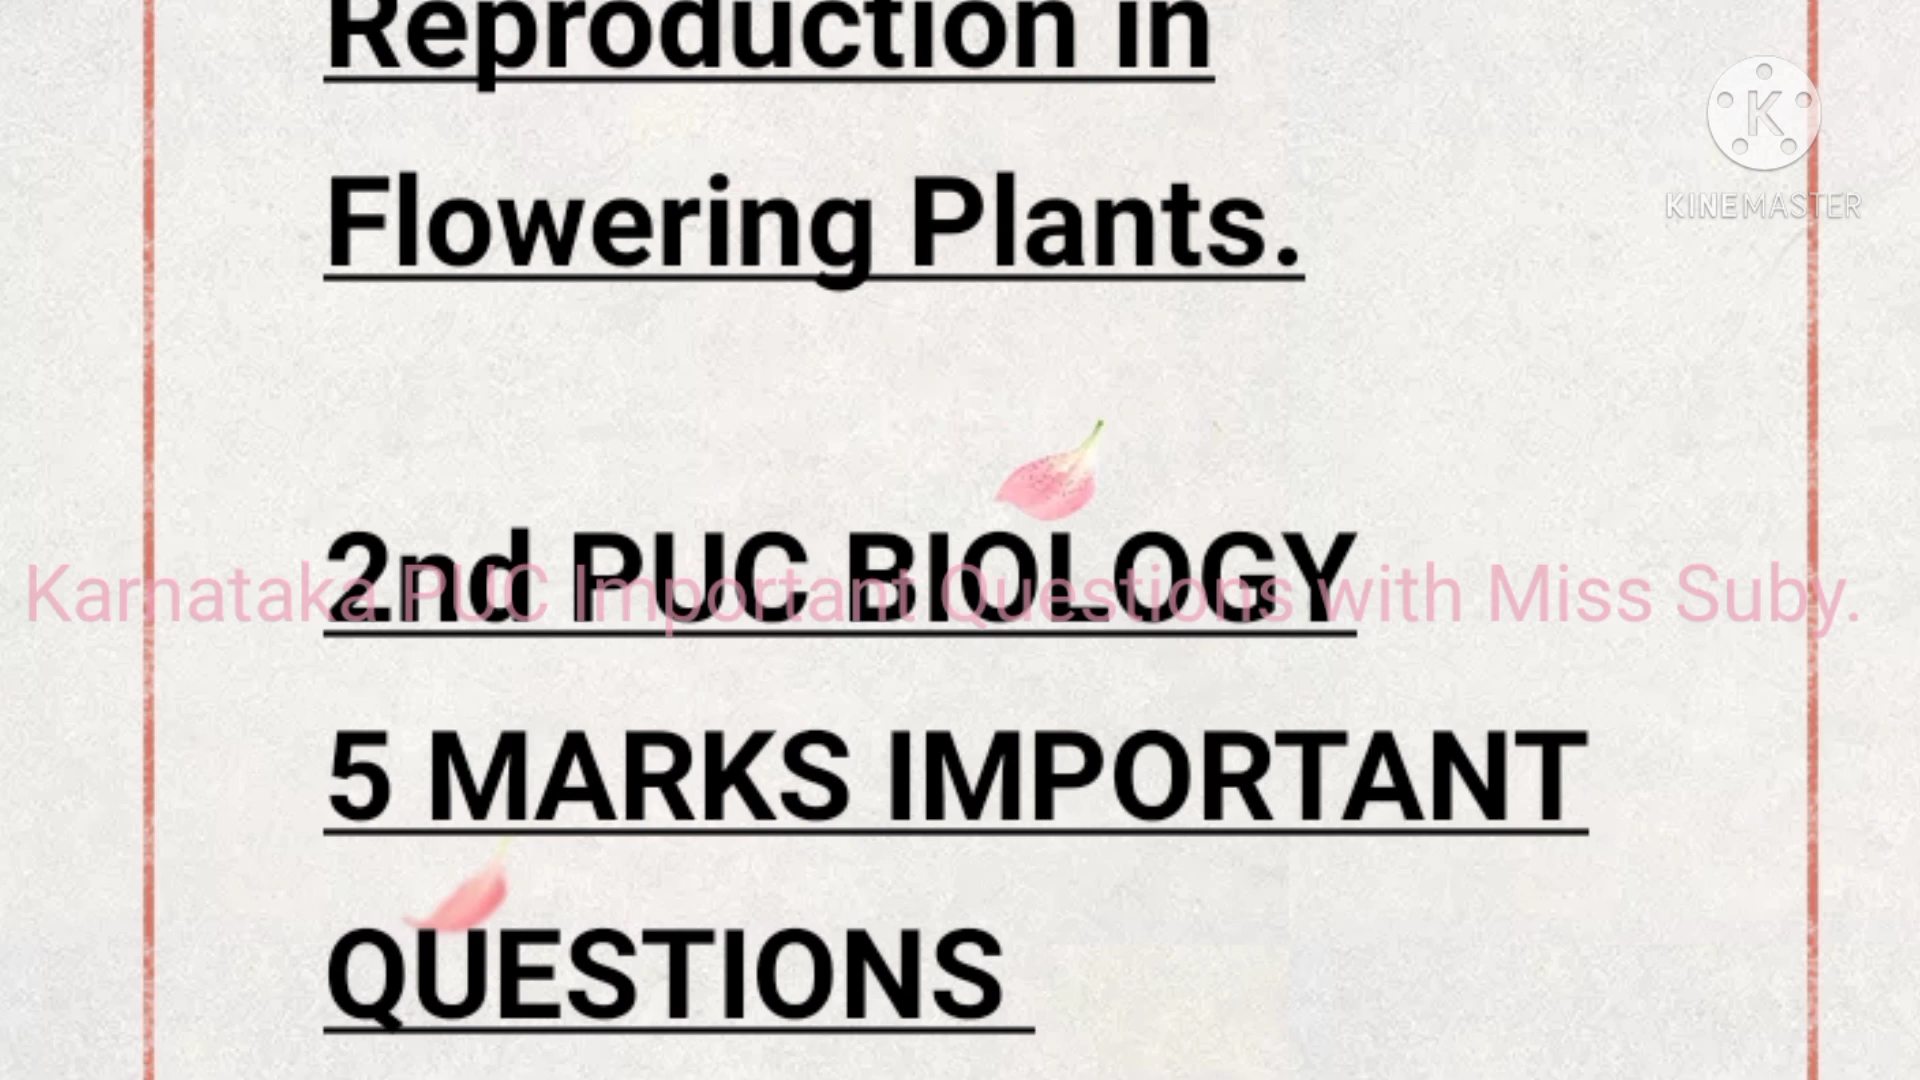 Reproduction in
K
KINEMASTER
Flowering Plants.
2nd PUC BIOLOGY
Karnataka PUC Important Questions with Miss Suby.
5 MARKS IMPORTANT
QUESTIONS